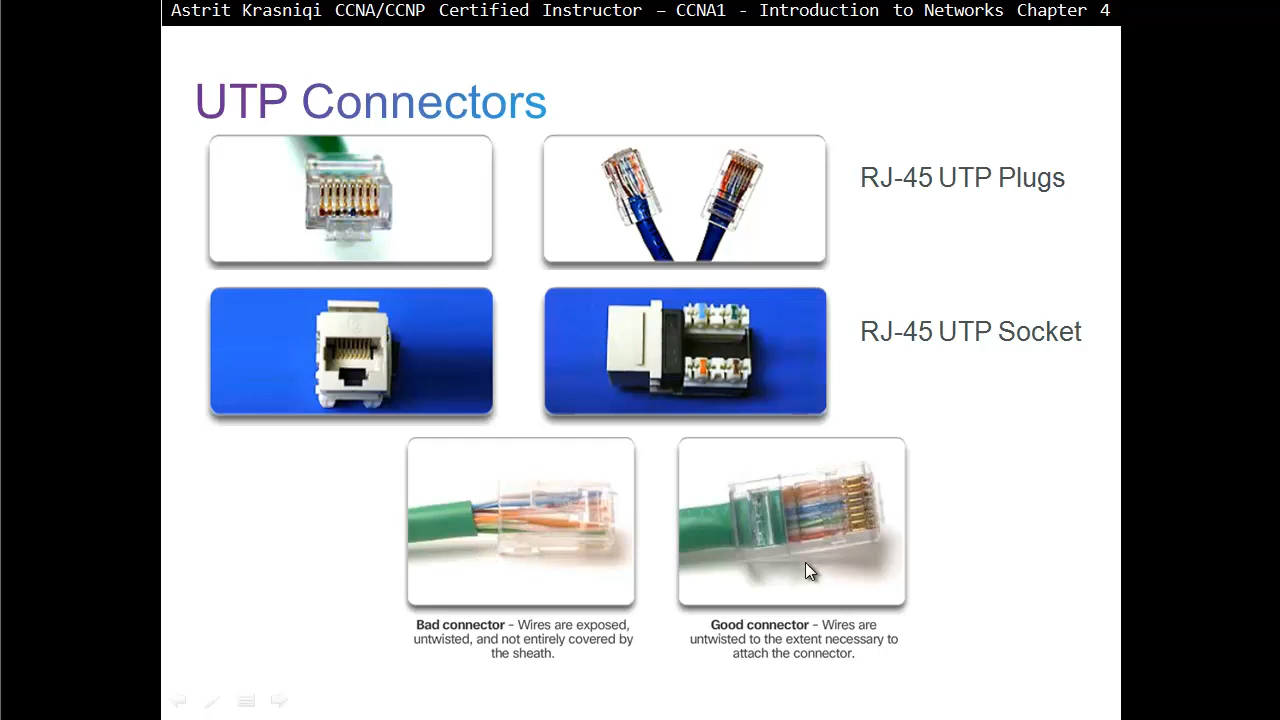 Astrit Krasniqi CCNA/CCNP Certified Instructor – CCNA1 - Introduction to Networks Chapter 4
UTP Connectors
RJ-45 UTP Plugs
RJ-45 UTP Socket
Bad connector - Wires are exposed,
untwisted, and not entirely covered by
the sheath.
Good connector - Wires are
untwisted to the extent necessary to
attach the connector.